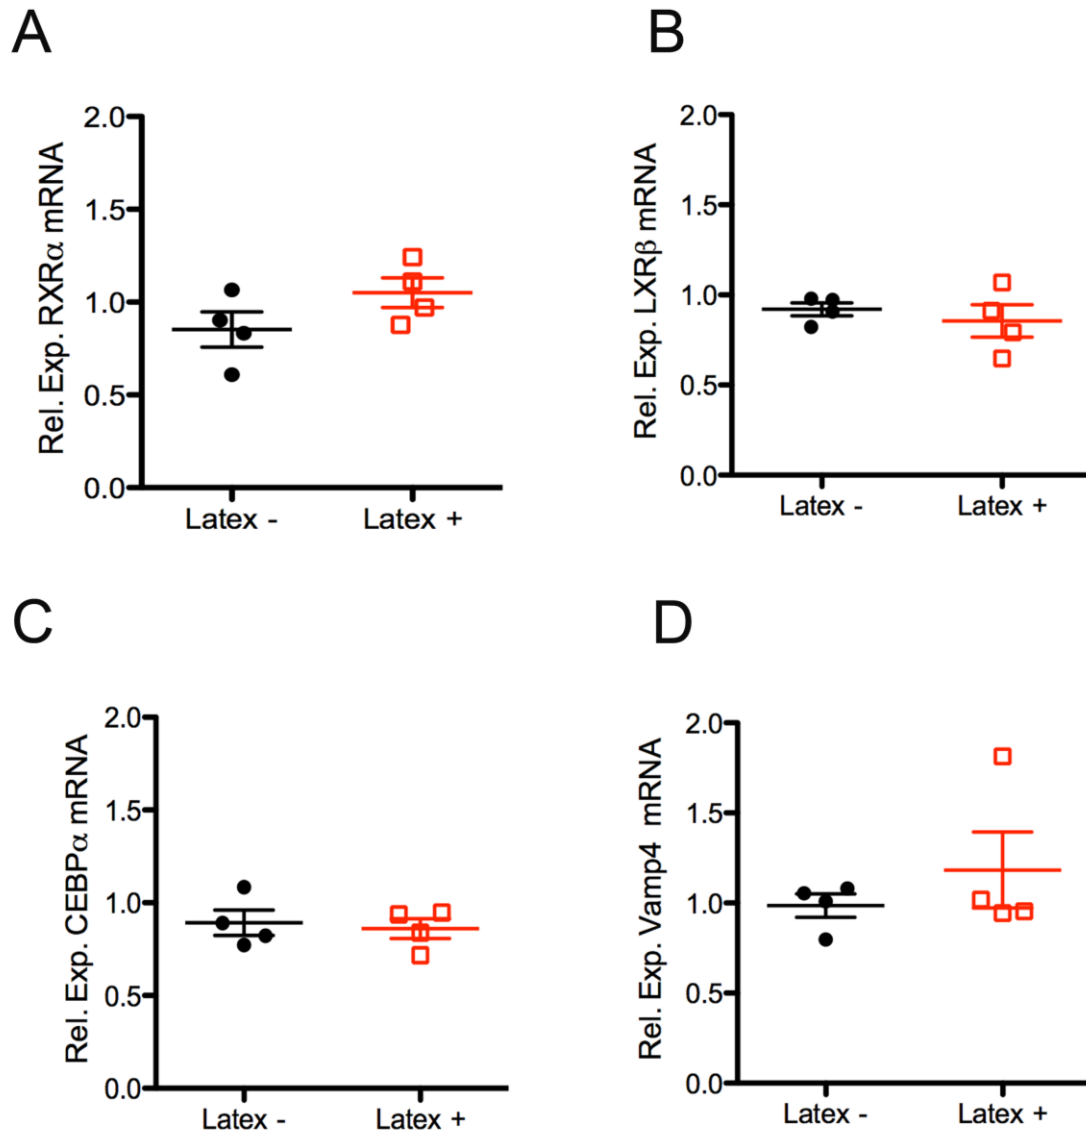 A
B
Rel. Exp. RXRα mRNA
2.0
1.5
1.0
0.5
0.0
Latex -
Latex +
Rel. Exp. LXRβ mRNA
2.0
1.5
1.0
0.5
0.0
Latex -
Latex +
C
D
Rel. Exp. CEBPα mRNA
2.0
1.5
1.0
0.5
0.0
Latex -
Latex +
Rel. Exp. Vamp4 mRNA
2.0
1.5
1.0
0.5
0.0
Latex -
Latex +